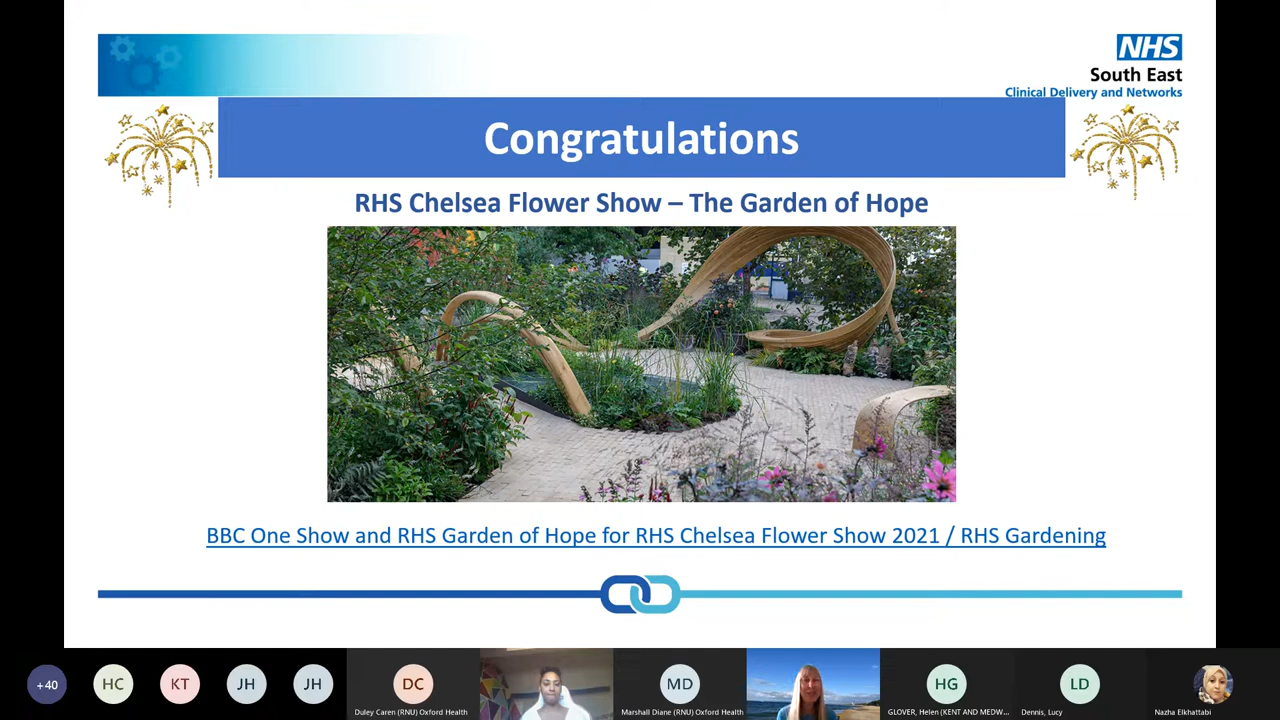 NHS
South East
Clinical Delivery and Networks
Congratulations
RHS Chelsea Flower Show – The Garden of Hope
BBC One Show and RHS Garden of Hope for RHS Chelsea Flower Show 2021 / RHS Gardening
+40
HC
KT
JH
JH
DC
Duley Caren (RNU) Oxford Health
MD
Marshall Diane (RNU) Oxford Health
HG
GLOVER, Helen (KENT AND MEDW...
LD
Dennis, Lucy
Nazha Elkhattabi